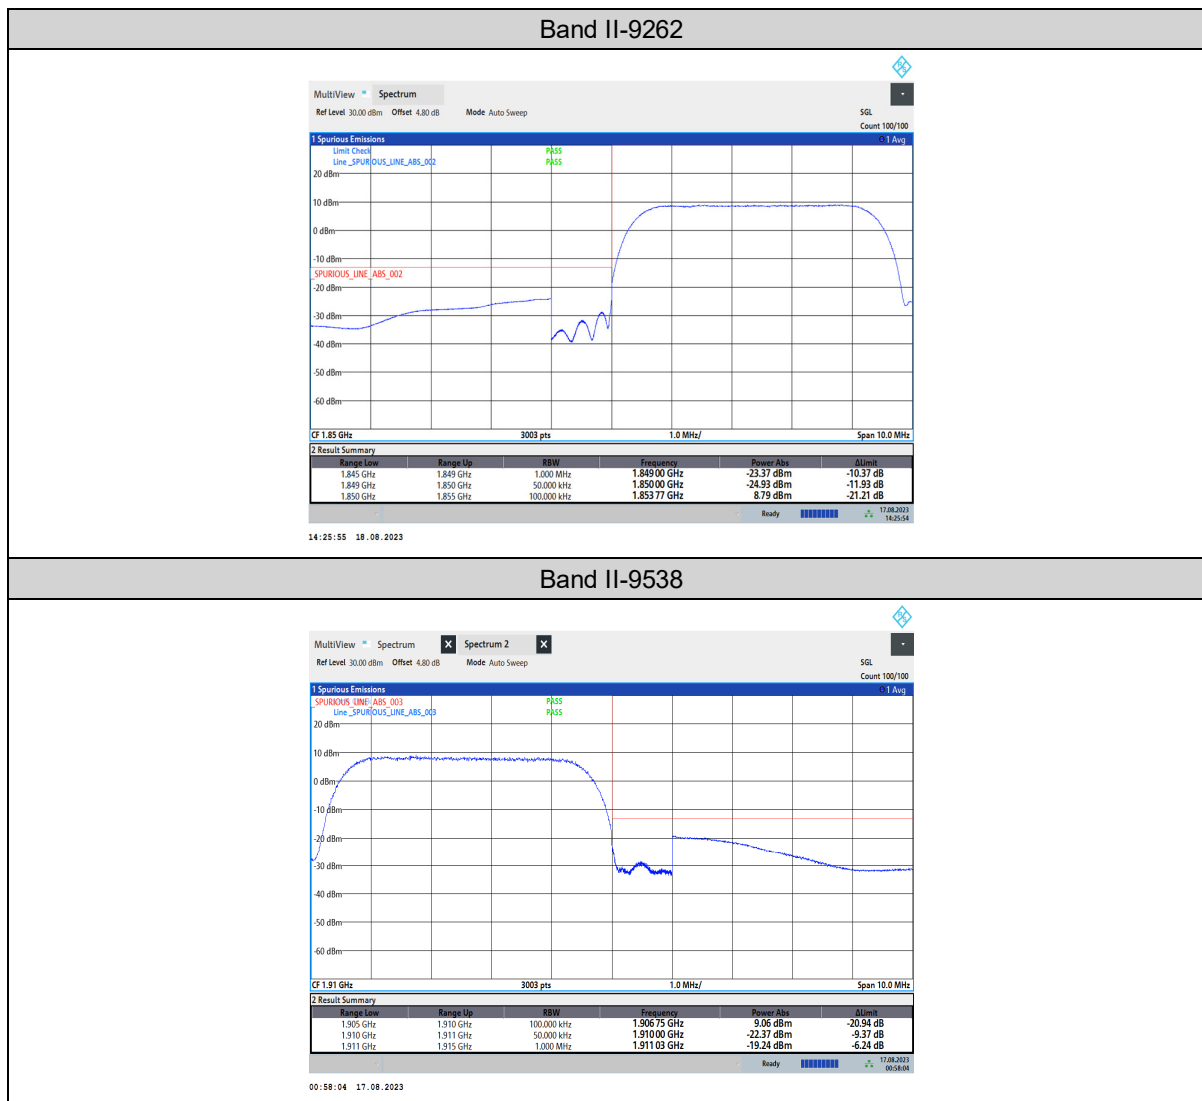 Band II-9262
MultiView Spectrum
Ref Level 30.00 dBm Offset 4.80 dB Mode Auto Sweep SGL
Count 100/100
1 Spurious Emissions 1 Avg
Limit Check PASS
Line _SPURIOUS_LINE_ABS_002 PASS
20 dBm
10 dBm
0 dBm
-10 dBm
_SPURIOUS_LINE_ABS_002
-20 dBm
-30 dBm
-40 dBm
-50 dBm
-60 dBm
CF 1.85 GHz 3003 pts 1.0 MHz/ Span 10.0 MHz
2 Result Summary
Range Low Range Up RBW Frequency Power Abs ΔLimit
1.845 GHz 1.849 GHz 1.000 MHz 1.84900 GHz -23.37 dBm -10.37 dB
1.849 GHz 1.850 GHz 50.000 kHz 1.85000 GHz -24.93 dBm -11.93 dB
1.850 GHz 1.855 GHz 100.000 kHz 1.85377 GHz 8.79 dBm -21.21 dB
Ready 17.08.2023
14:25:54
14:25:55 18.08.2023
Band II-9538
MultiView Spectrum X Spectrum 2 X
Ref Level 30.00 dBm Offset 4.80 dB Mode Auto Sweep SGL
Count 100/100
1 Spurious Emissions 1 Avg
_SPURIOUS_LINE_ABS_003 PASS
Line _SPURIOUS_LINE_ABS_003 PASS
20 dBm
10 dBm
0 dBm
-10 dBm
-20 dBm
-30 dBm
-40 dBm
-50 dBm
-60 dBm
CF 1.91 GHz 3003 pts 1.0 MHz/ Span 10.0 MHz
2 Result Summary
Range Low Range Up RBW Frequency Power Abs ΔLimit
1.905 GHz 1.910 GHz 100.000 kHz 1.90675 GHz 9.06 dBm -20.94 dB
1.910 GHz 1.911 GHz 50.000 kHz 1.91000 GHz -22.37 dBm -9.37 dB
1.911 GHz 1.915 GHz 1.000 MHz 1.91103 GHz -19.24 dBm -6.24 dB
Ready 17.08.2023
00:58:04
00:58:04 17.08.2023